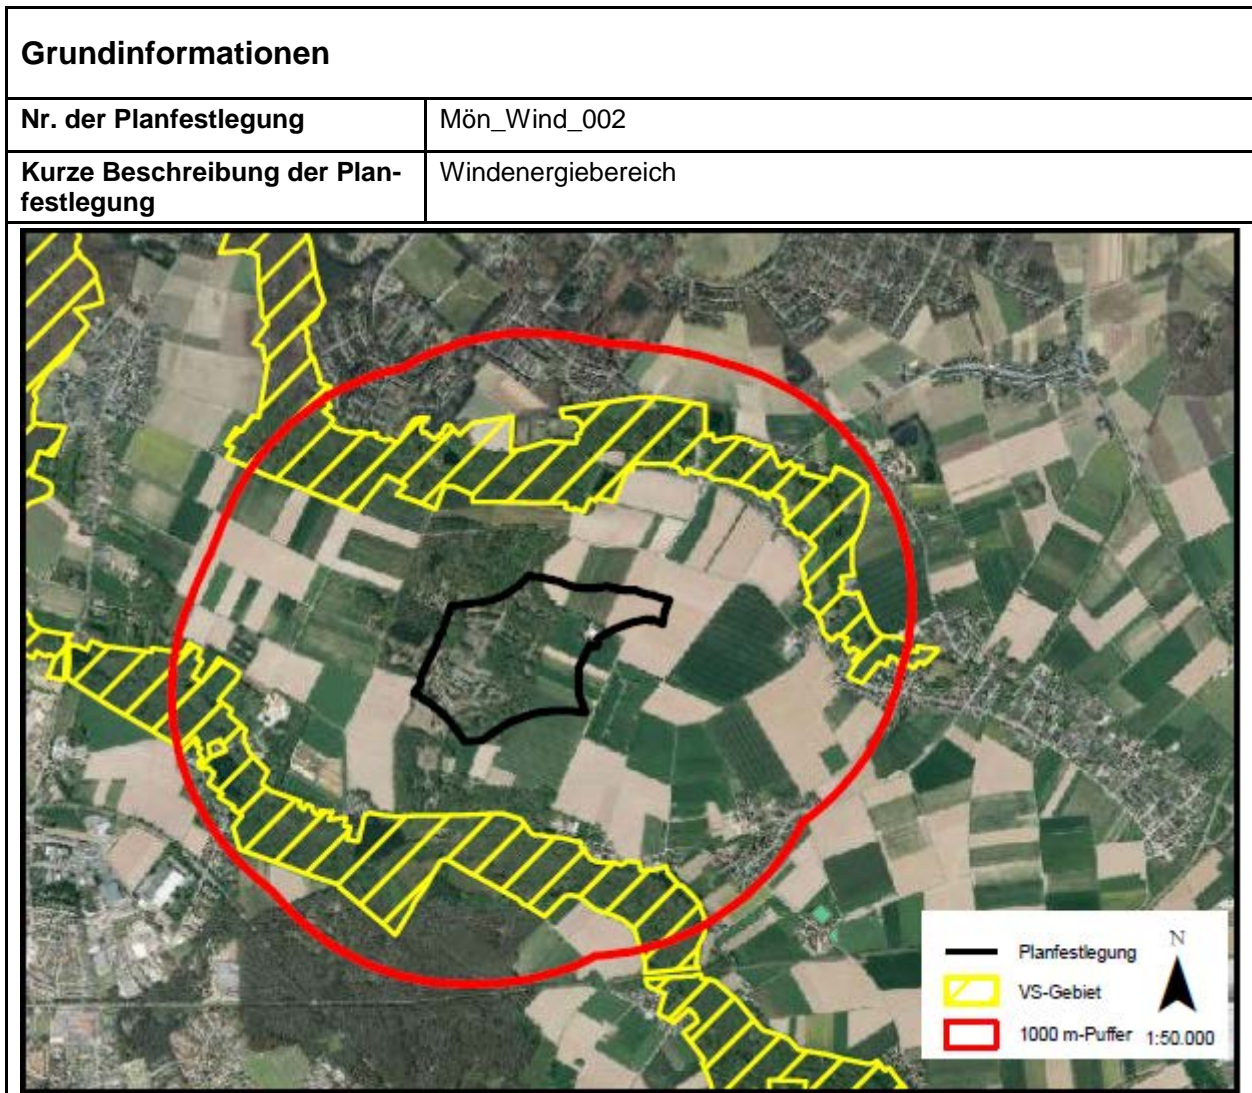 Grundinformationen
Nr. der Planfestlegung
Mön_Wind_002
Kurze Beschreibung der Plan-
festlegung
Windenergiebereich
Planfestlegung
VS-Gebiet
1000 m-Puffer
N
1:50.000